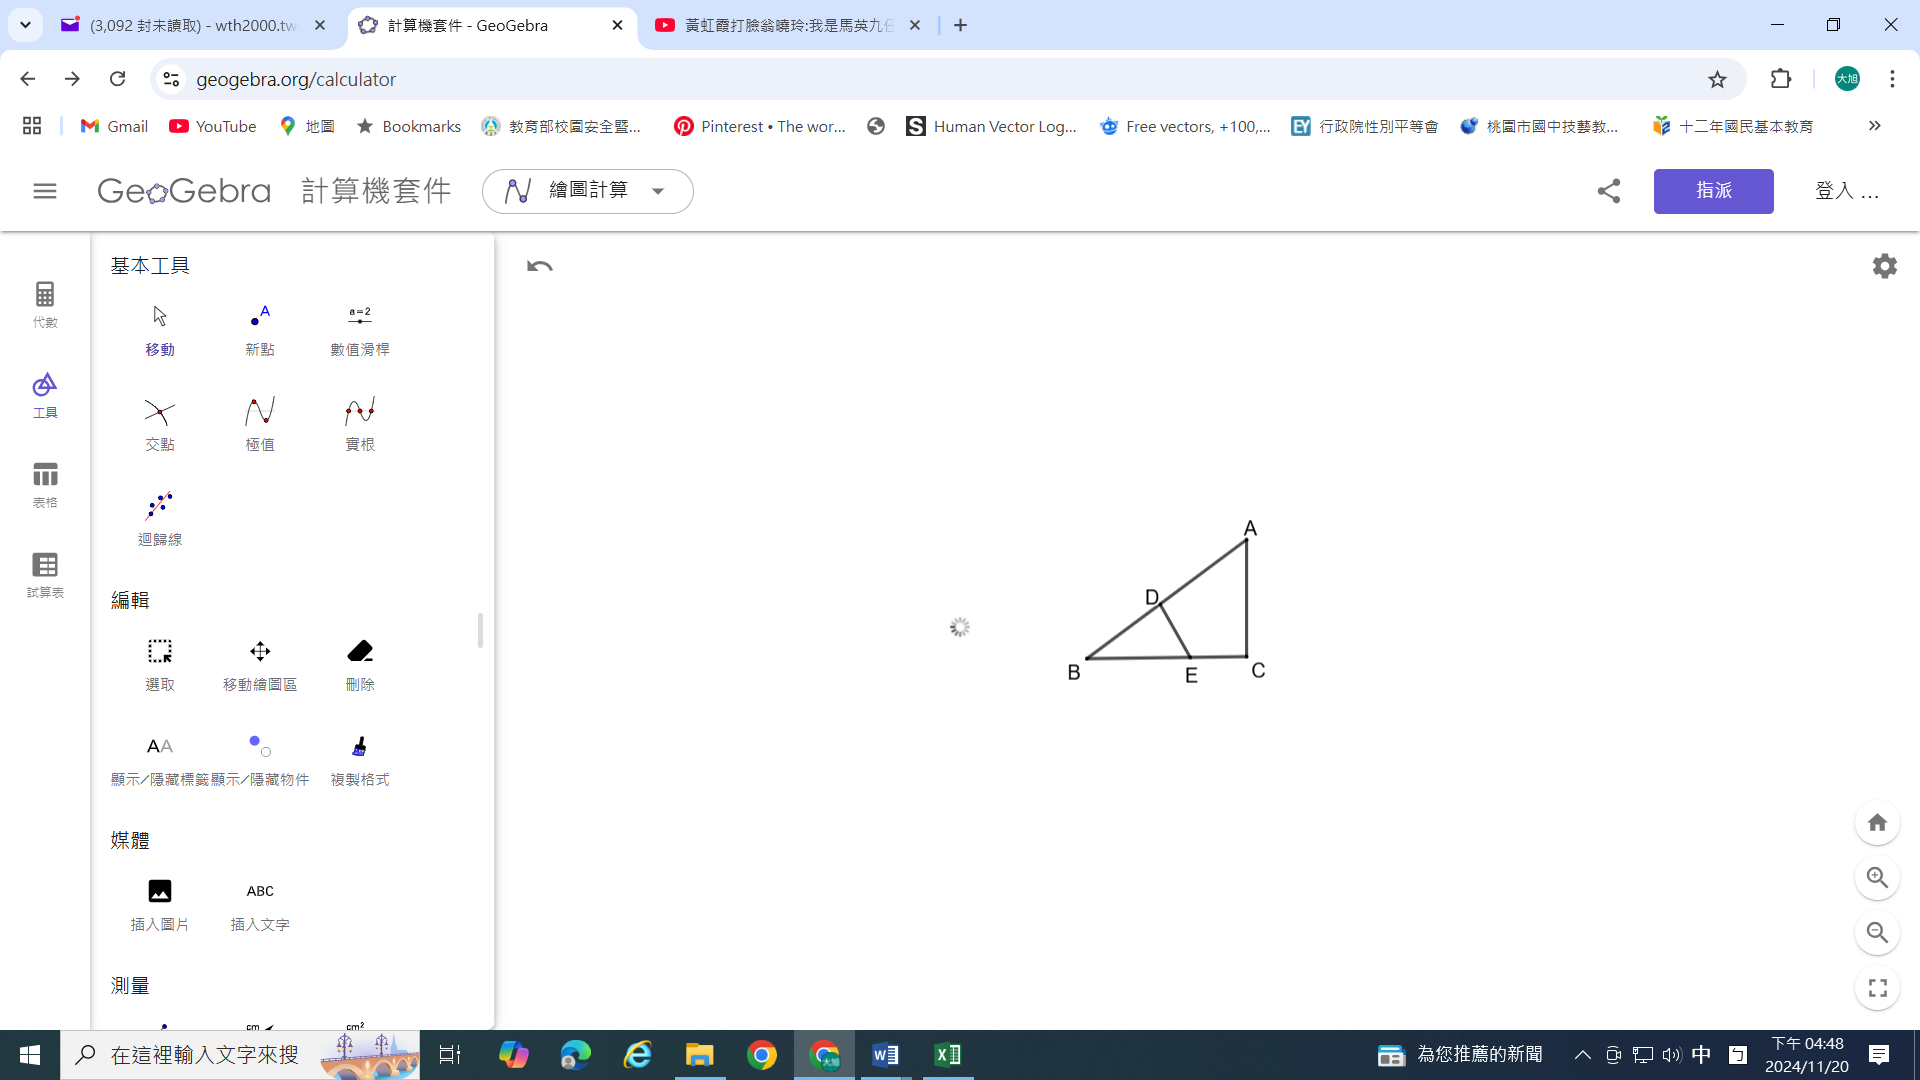 (3,092 封未讀取) - wth2000.tw
計算機套件 - GeoGebra
黃虹霞打臉翁曉玲:我是馬英九任
geogebra.org/calculator
大旭
Gmail
YouTube
地圖
Bookmarks
教育部校園安全暨...
Pinterest • The wor...
Human Vector Log...
Free vectors, +100,...
EY 行政院性別平等會
桃園市國中技藝教...
十二年國民基本教育
GeoGebra 計算機套件
繪圖計算
指派
登入 ...
代數
工具
表格
試算表
基本工具
A
a=2
移動
新點
數值滑桿
交點
極值
實根
迴歸線
編輯
選取
移動繪圖區
刪除
AA
顯示/隱藏標籤
顯示/隱藏物件
複製格式
媒體
ABC
插入圖片
插入文字
測量
cm
cm²
A
D
B
E
C
在這裡輸入文字來搜
為您推薦的新聞
中
下午 04:48
2024/11/20